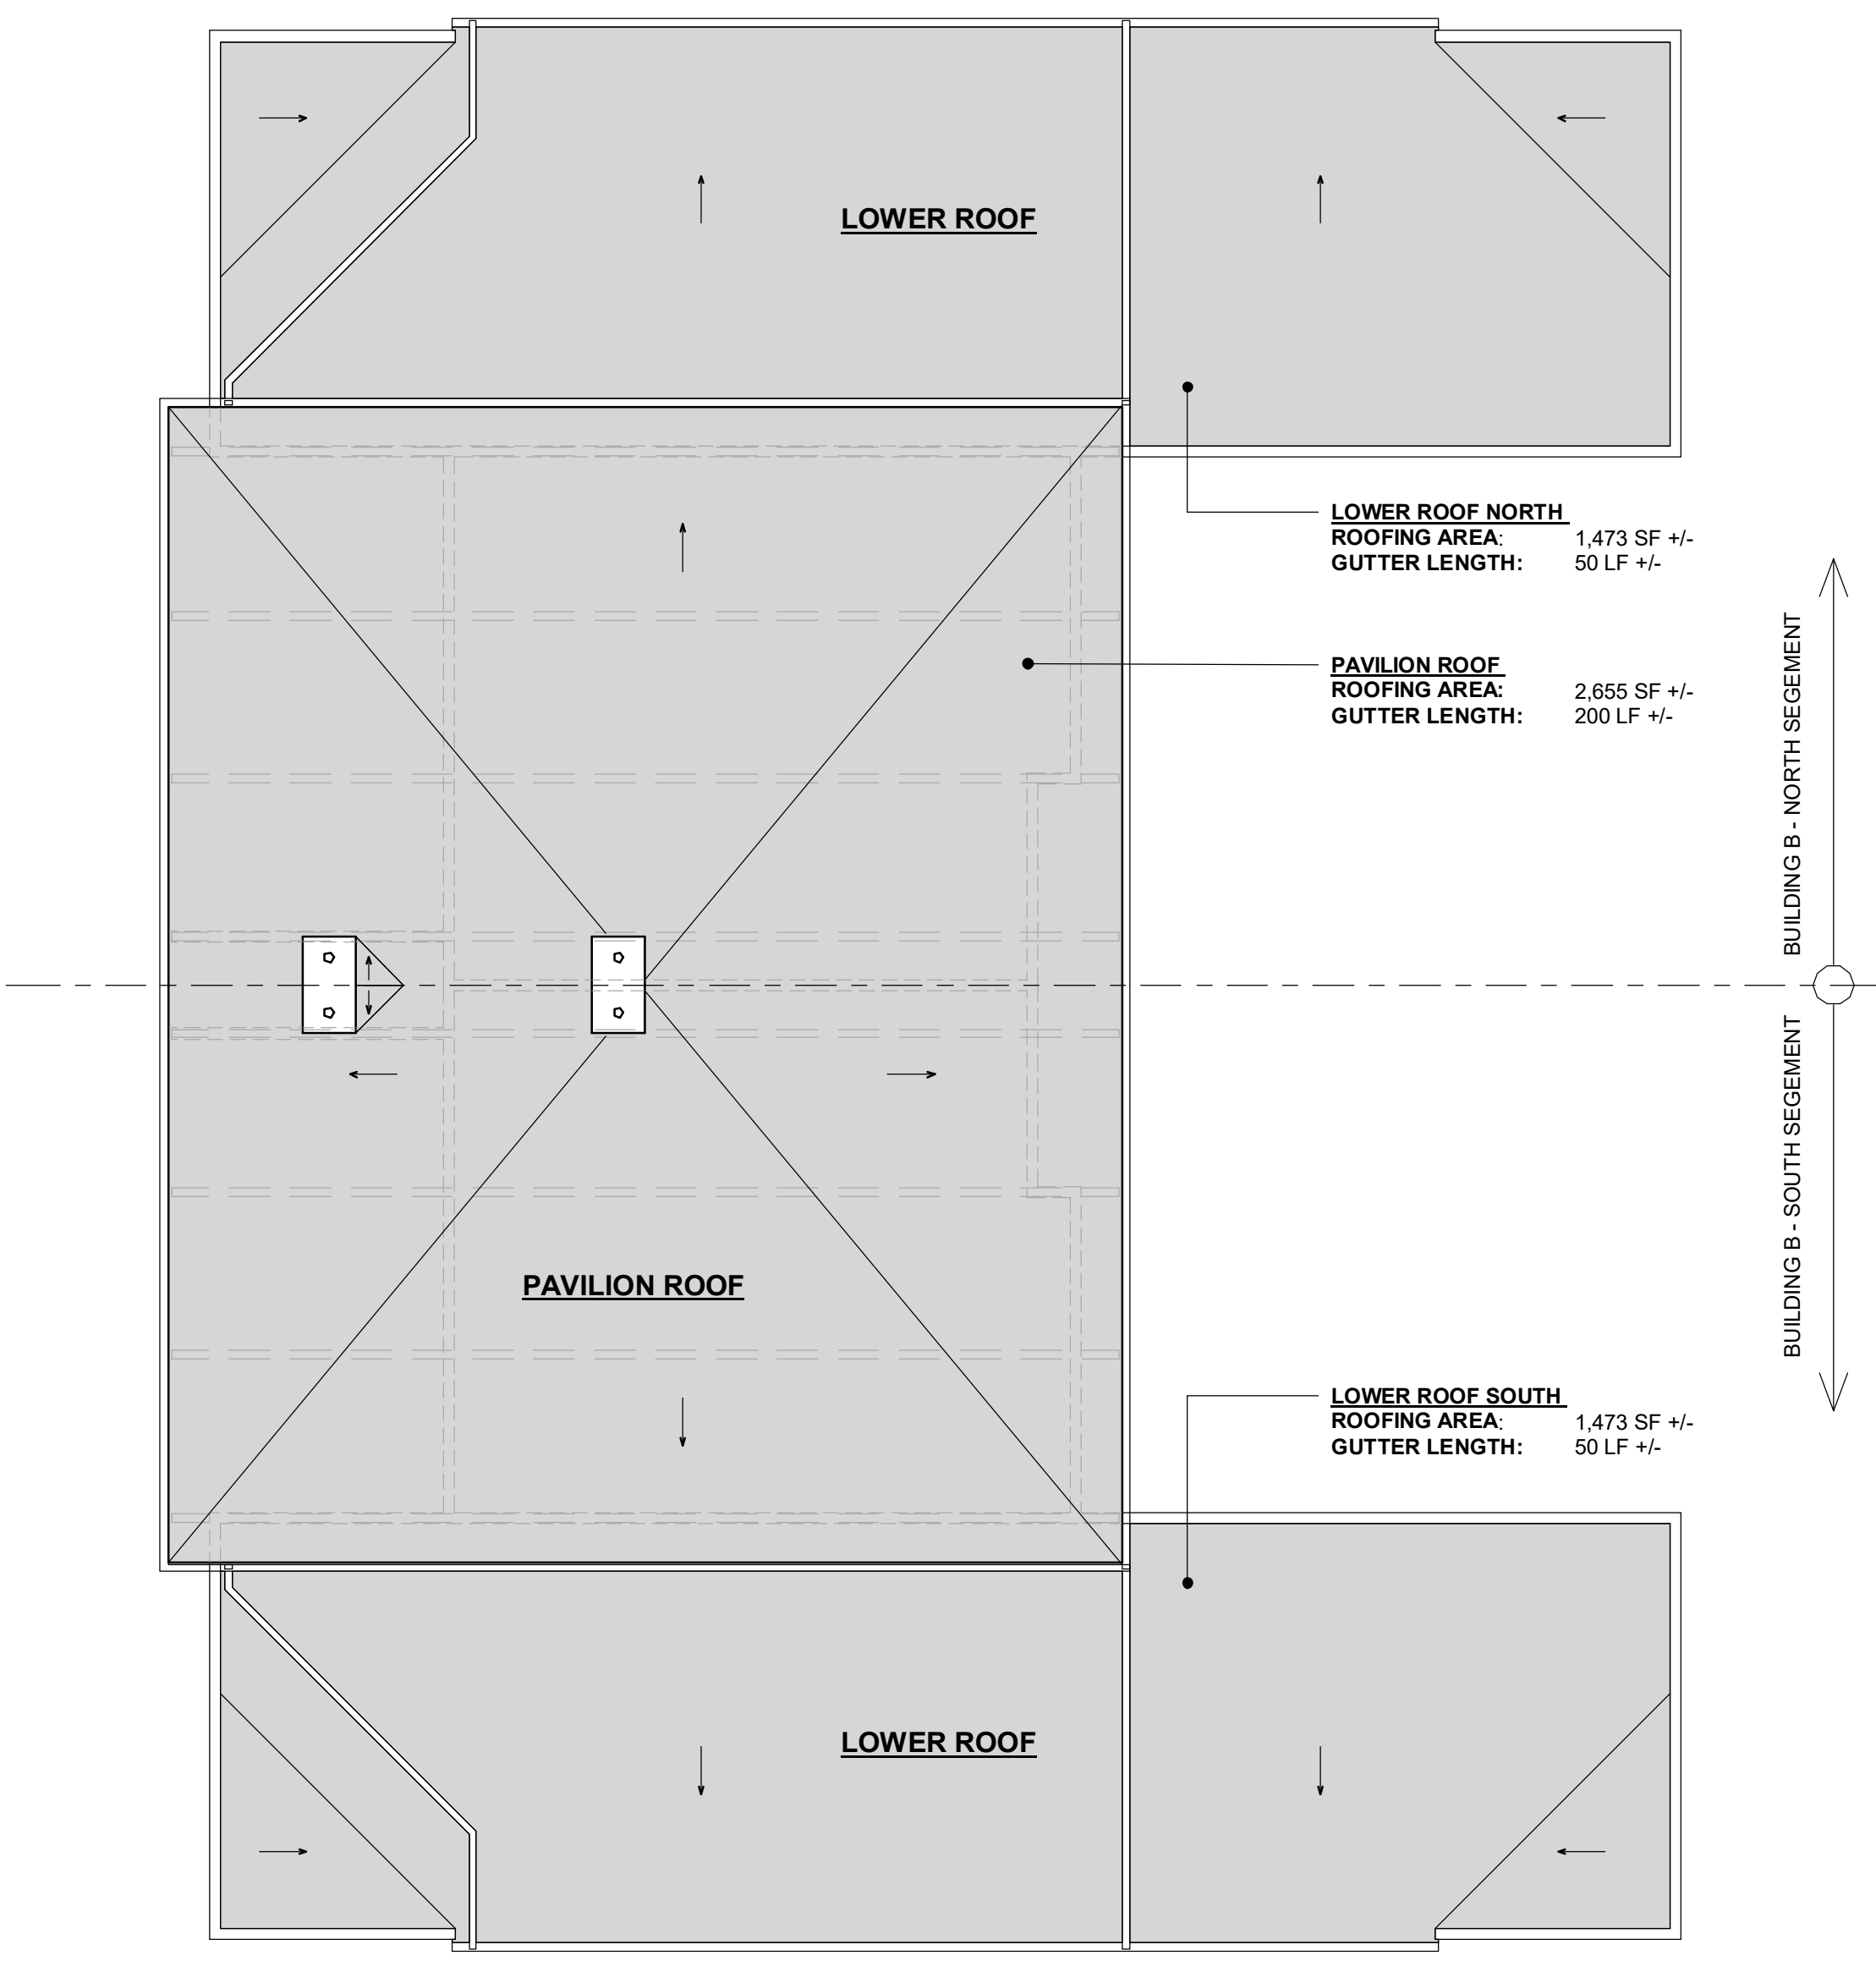 LOWER ROOF
LOWER ROOF NORTH
ROOFING AREA: 1,473 SF +/-
GUTTER LENGTH: 50 LF +/-
PAVILION ROOF
ROOFING AREA: 2,655 SF +/-
GUTTER LENGTH: 200 LF +/-
BUILDING B - NORTH SEGEMENT
BUILDING B - SOUTH SEGEMENT
PAVILION ROOF
LOWER ROOF SOUTH
ROOFING AREA: 1,473 SF +/-
GUTTER LENGTH: 50 LF +/-
LOWER ROOF